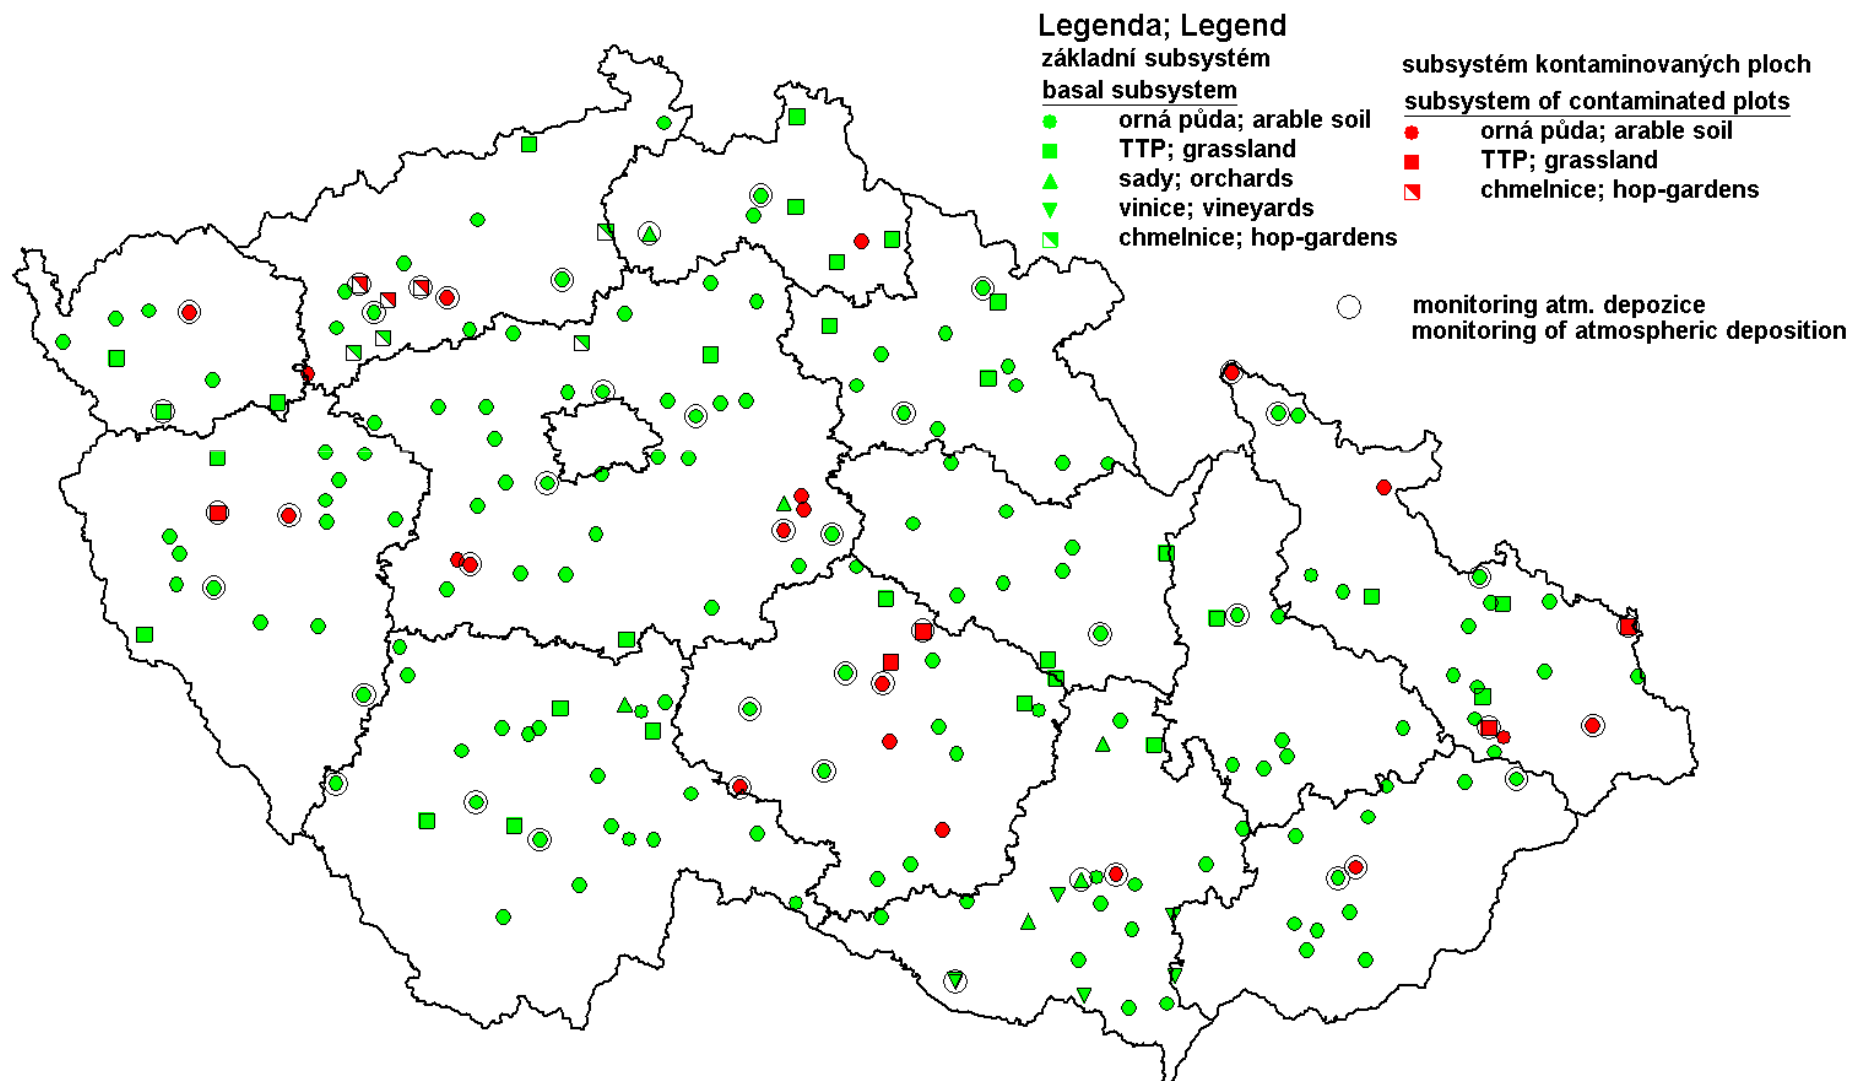 Legenda; Legend
základní subsystém
basal subsystem
orná půda; arable soil
TTP; grassland
sady; orchards
vinice; vineyards
chmelnice; hop-gardens
subsystém kontaminovaných ploch
subsystem of contaminated plots
orná půda; arable soil
TTP; grassland
chmelnice; hop-gardens
monitoring atm. depozice
monitoring of atmospheric deposition